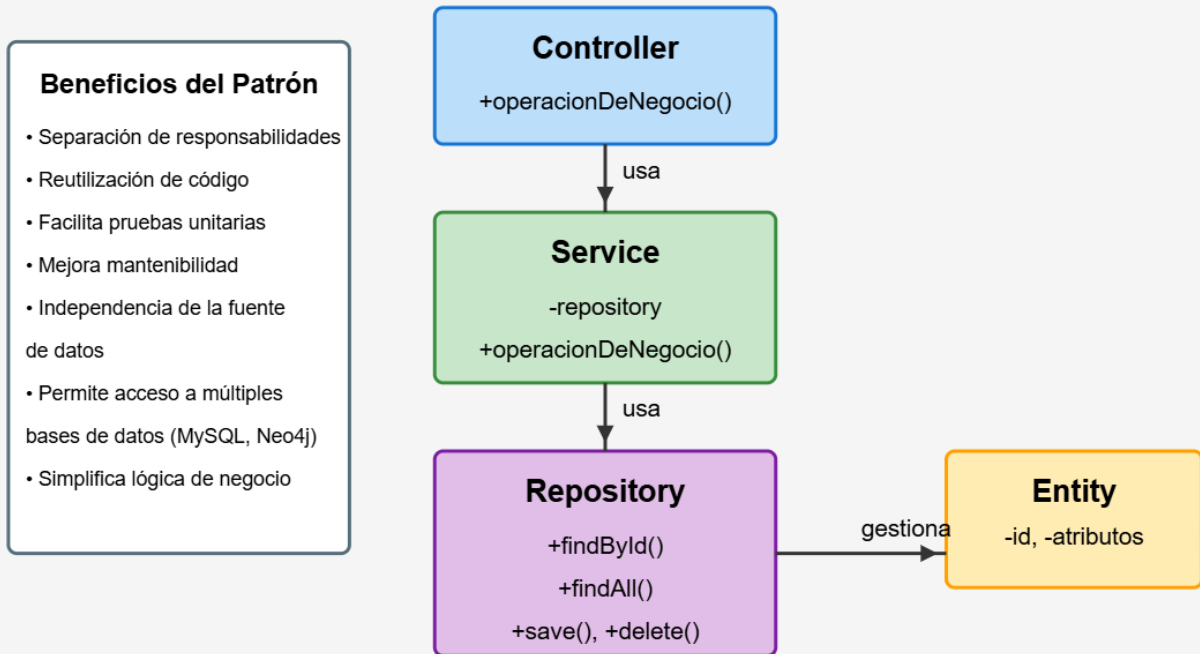 Beneficios del Patrón
• Separación de responsabilidades
• Reutilización de código
• Facilita pruebas unitarias
• Mejora mantenibilidad
• Independencia de la fuente
de datos
• Permite acceso a múltiples
bases de datos (MySQL, Neo4j)
• Simplifica lógica de negocio
Controller
+operacionDeNegocio()
usa
Service
-repository
+operacionDeNegocio()
usa
Repository
+findById()
+findAll()
+save(), +delete()
gestiona
Entity
-id, -atributos